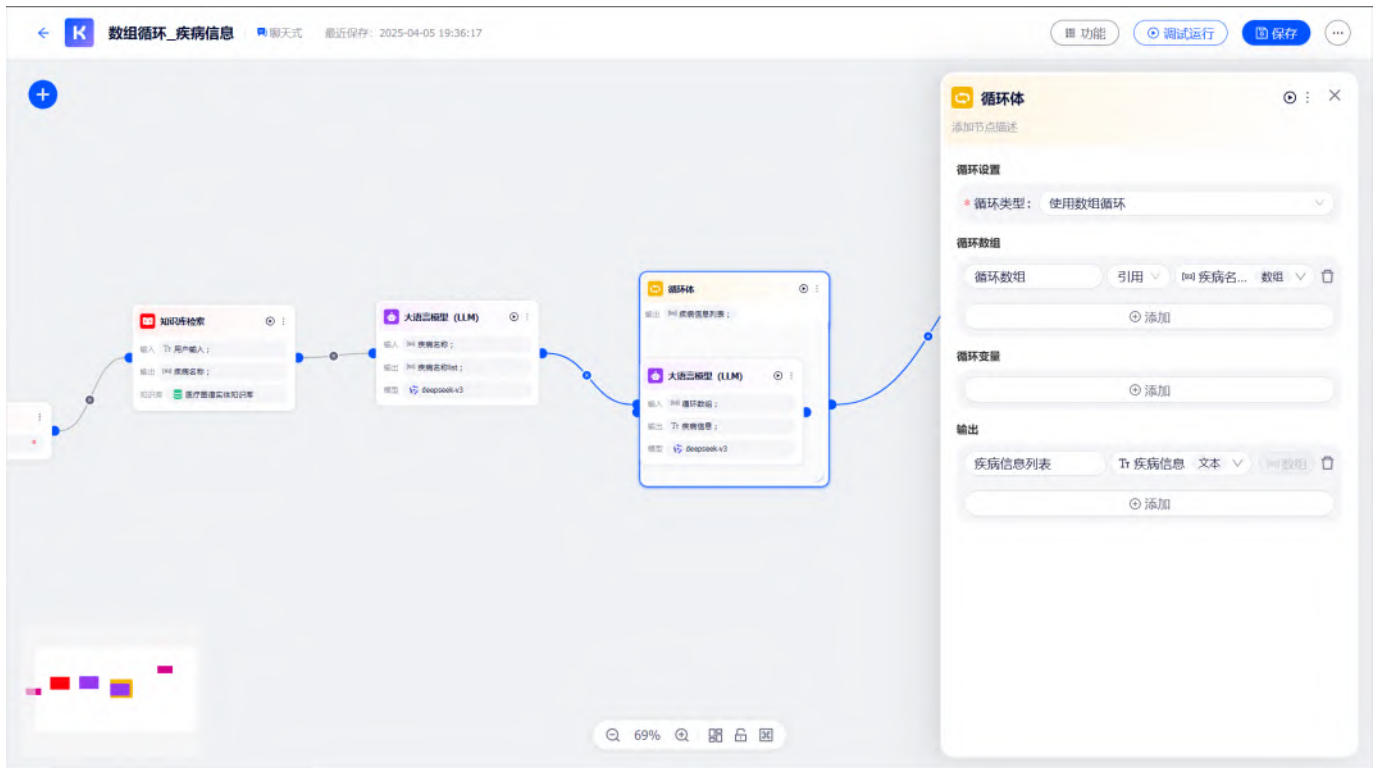 数组循环_疾病信息 聊天式 最近保存: 2025-04-05 19:36:17 功能 调试运行 保存
循环体
添加节点描述
循环设置
* 循环类型: 使用数组循环
循环数组
循环数组 引用 疾病名... 数组
添加
循环变量
添加
输出
疾病信息列表 Tr 疾病信息 文本 数组
添加
知识库检索
输入 Tr 用户输入;
输出 疾病名称;
知识库 医疗图谱实体知识库
大语言模型 (LLM)
输入 疾病名称;
输出 疾病名称list;
模型 deepseek-v3
循环体
输出 疾病信息列表;
大语言模型 (LLM)
输入 循环数组;
输出 Tr 疾病信息;
模型 deepseek-v3
*
69%